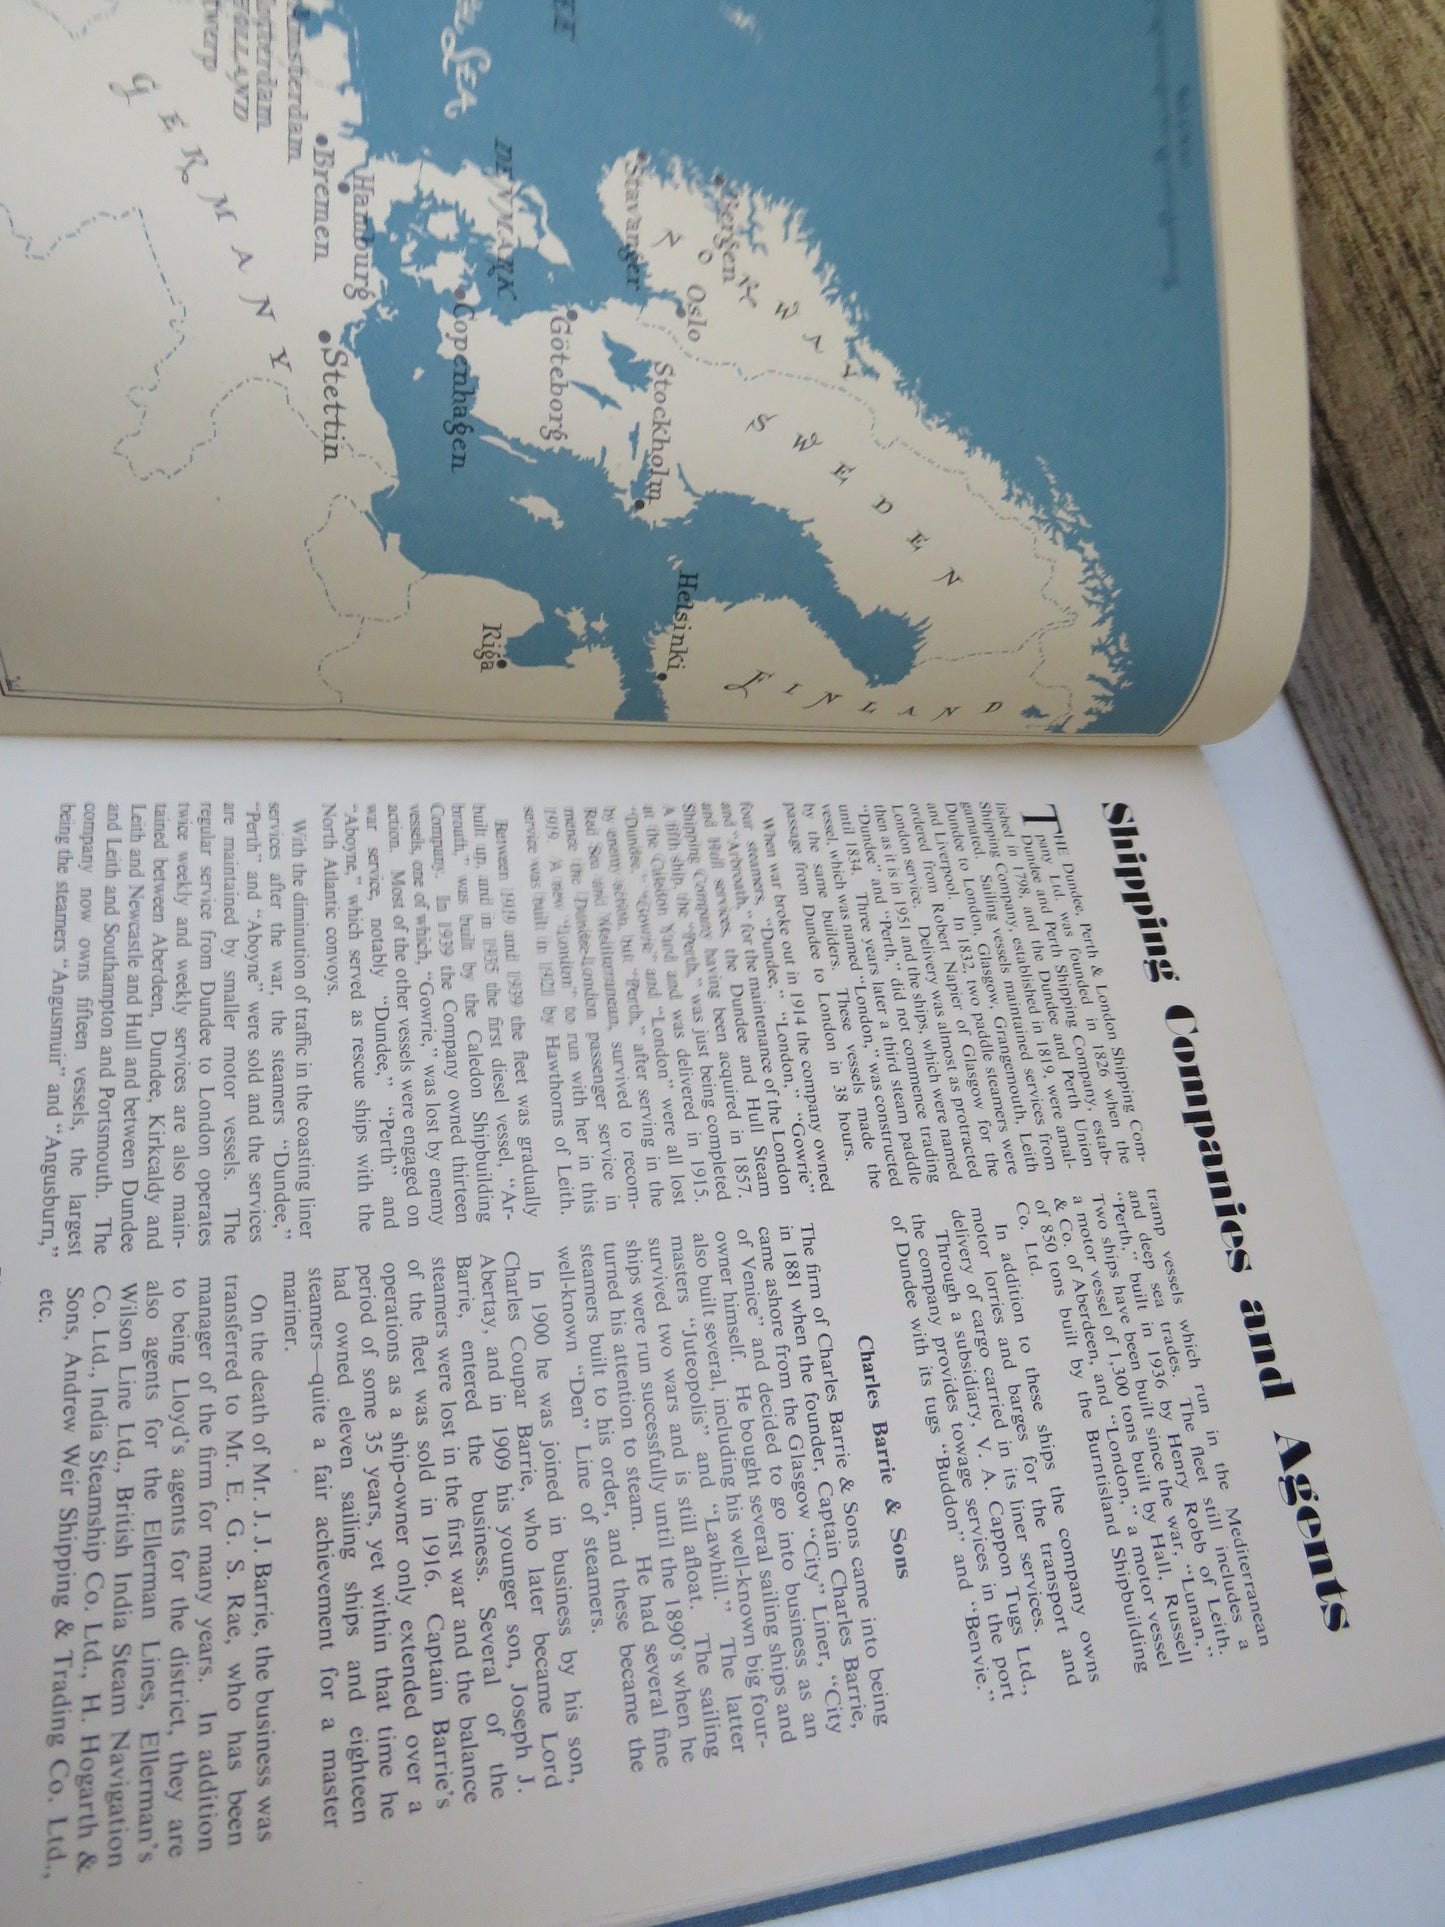 SEA
Amsterdam
Rotterdam
HOLLAND
GERMANY
Bremen
Hamburg
Stettin
DENMARK
Copenhagen
Göteborg
Stavanger
Bergen
Oslo
NORWAY
Stockholm
SWEDEN
Helsinki
Riga
FINLAND
Shipping Companies and Agents
THE Dundee, Perth & London Shipping Com-
pany Ltd. was founded in 1826 when the
Dundee and Perth Shipping Company, estab-
lished in 1798, and the Dundee and Perth Union
Shipping Company, established in 1819, were amal-
gamated. Sailing vessels maintained services from
Dundee to London, Glasgow, Grangemouth, Leith
and Liverpool. In 1832, two paddle steamers were
ordered from Robert Napier of Glasgow for the
London service. Delivery was almost as protracted
then as it is in 1951 and the ships, which were named
"Dundee" and "Perth," did not commence trading
until 1834. Three years later a third steam paddle
vessel, which was named "London," was constructed
by the same builders. These vessels made the
passage from Dundee to London in 38 hours.
When war broke out in 1914 the company owned
four steamers, "Dundee," "London," "Gowrie"
and "Arbroath," for the maintenance of the London
and Hull services, the Dundee and Hull Steam
Shipping Company having been acquired in 1857.
A fifth ship, the "Perth," was just being completed
at the Caledon Yard and was delivered in 1915.
"Dundee," "Gowrie" and "London" were all lost
by enemy action, but "Perth," after serving in the
Red Sea and Mediterranean, survived to recom-
mence the Dundee-London passenger service in
1919. A new "London" to run with her in this
service was built in 1921 by Hawthorns of Leith.
Between 1919 and 1939 the fleet was gradually
built up, and in 1935 the first diesel vessel, "Ar-
broath," was built by the Caledon Shipbuilding
Company. In 1939 the Company owned thirteen
vessels, one of which, "Gowrie," was lost by enemy
action. Most of the other vessels were engaged on
war service, notably "Dundee," "Perth" and
"Aboyne," which served as rescue ships with the
North Atlantic convoys.
With the diminution of traffic in the coasting liner
services after the war, the steamers "Dundee,"
"Perth" and "Aboyne" were sold and the services
are maintained by smaller motor vessels. The
regular service from Dundee to London operates
twice weekly and weekly services are also main-
tained between Aberdeen, Dundee, Kirkcaldy and
Leith and Newcastle and Hull and between Dundee
and Leith and Southampton and Portsmouth. The
company now owns fifteen vessels, the largest
being the steamers "Angusmuir" and "Angusburn,"
tramp vessels which run in the Mediterranean
and deep sea trades. The fleet still includes a
"Perth," built in 1936 by Henry Robb of Leith.
Two ships have been built since the war, "Lunan,"
a motor vessel of 1,300 tons built by Hall, Russell
& Co. of Aberdeen, and "London," a motor vessel
of 850 tons built by the Burntisland Shipbuilding
Co. Ltd.
In addition to these ships the company owns
motor lorries and barges for the transport and
delivery of cargo carried in its liner services.
Through a subsidiary, V. A. Cappon Tugs Ltd.,
the company provides towage services in the port
of Dundee with its tugs "Buddon" and "Benvie."
Charles Barrie & Sons
The firm of Charles Barrie & Sons came into being
in 1881 when the founder, Captain Charles Barrie,
came ashore from the Glasgow "City" Liner, "City
of Venice" and decided to go into business as an
owner himself. He bought several sailing ships and
also built several, including his well-known big four-
masters "Juteopolis" and "Lawhill." The latter
survived two wars and is still afloat. The sailing
ships were run successfully until the 1890's when he
turned his attention to steam. He had several fine
steamers built to his order, and these became the
well-known "Den" Line of steamers.
In 1900 he was joined in business by his son,
Charles Coupar Barrie, who later became Lord
Abertay, and in 1909 his younger son, Joseph J.
Barrie, entered the business. Several of the
steamers were lost in the first war and the balance
of the fleet was sold in 1916. Captain Barrie's
operations as a ship-owner only extended over a
period of some 35 years, yet within that time he
had owned eleven sailing ships and eighteen
steamers—quite a fair achievement for a master
mariner.
On the death of Mr. J. J. Barrie, the business was
transferred to Mr. E. G. S. Rae, who has been
manager of the firm for many years. In addition
to being Lloyd's agents for the district, they are
also agents for the Ellerman Lines, Ellerman's
Wilson Line Ltd., British India Steam Navigation
Co. Ltd., India Steamship Co. Ltd., H. Hogarth &
Sons, Andrew Weir Shipping & Trading Co. Ltd.,
etc.